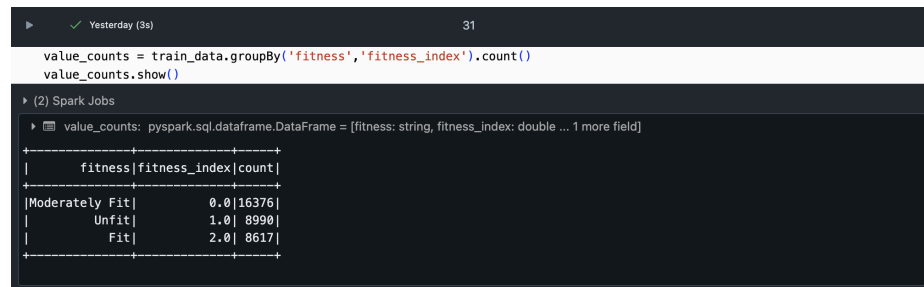 Yesterday (3s)
31
value_counts = train_data.groupBy('fitness','fitness_index').count()
value_counts.show()
(2) Spark Jobs
value_counts: pyspark.sql.dataframe.DataFrame = [fitness: string, fitness_index: double ... 1 more field]
+--------------+-------------+-----+
|       fitness|fitness_index|count|
+--------------+-------------+-----+
|Moderately Fit|          0.0|16376|
|         Unfit|          1.0| 8990|
|           Fit|          2.0| 8617|
+--------------+-------------+-----+